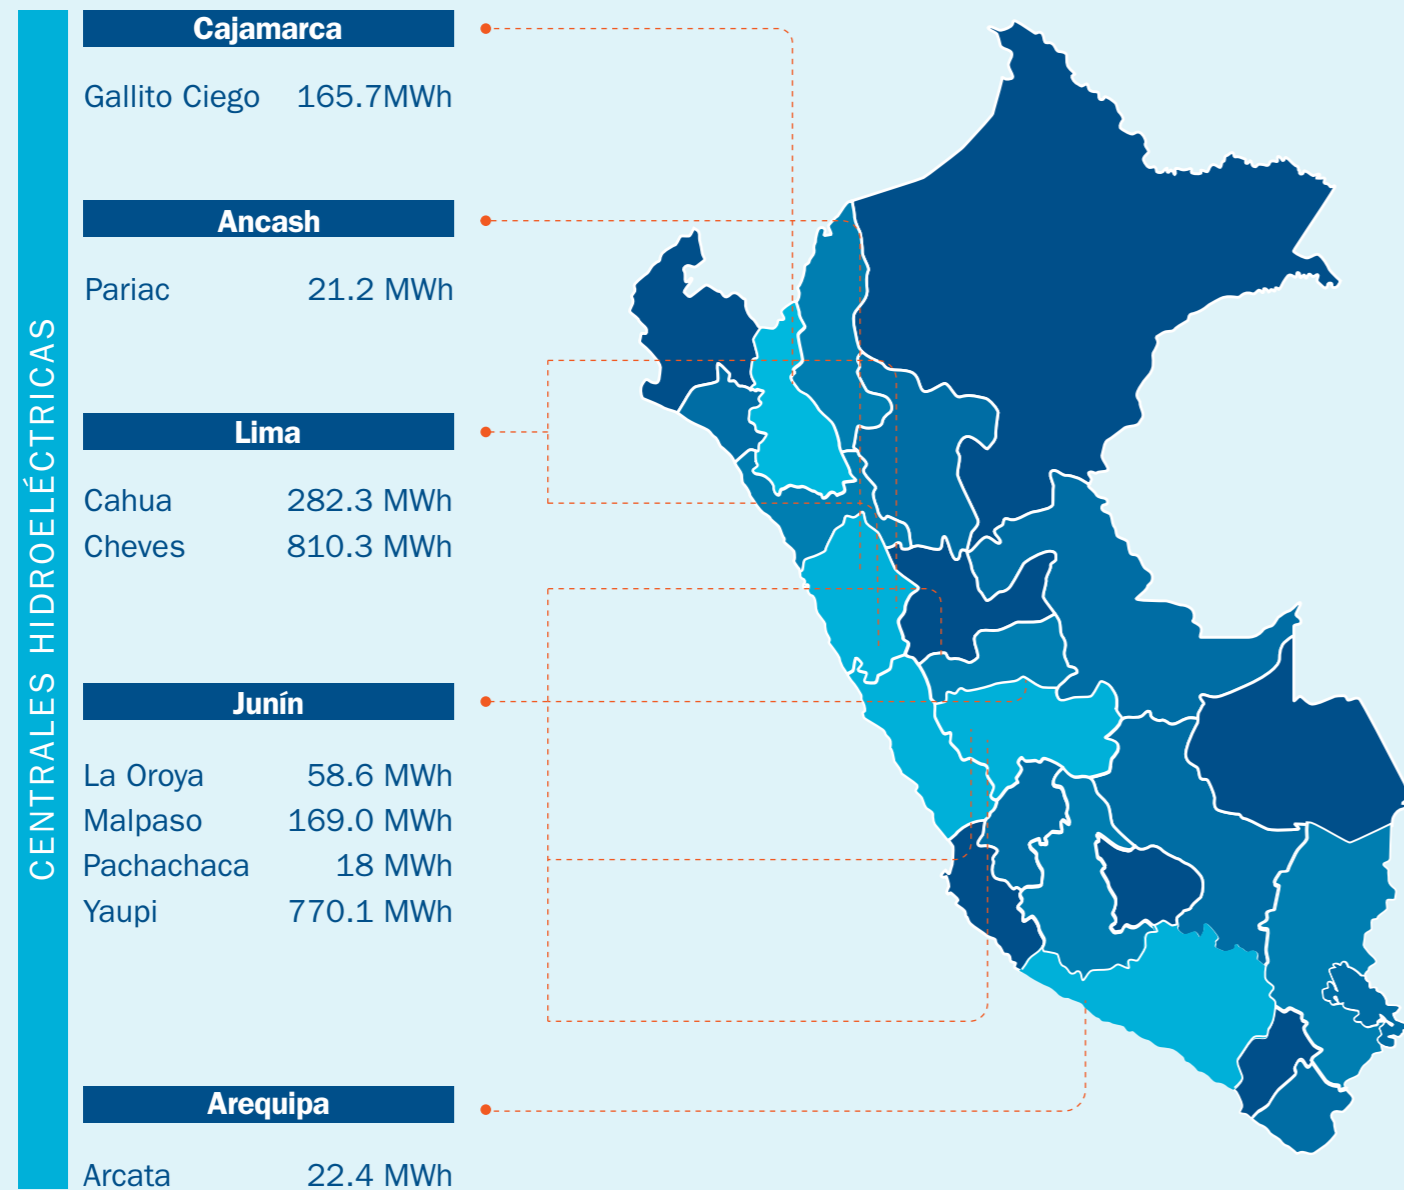 CENTRALES HIDROELÉCTRICAS
Cajamarca
Gallito Ciego 165.7MWh
Ancash
Pariac 21.2 MWh
Lima
Cahua 282.3 MWh
Cheves 810.3 MWh
Junín
La Oroya 58.6 MWh
Malpaso 169.0 MWh
Pachachaca 18 MWh
Yaupi 770.1 MWh
Arequipa
Arcata 22.4 MWh